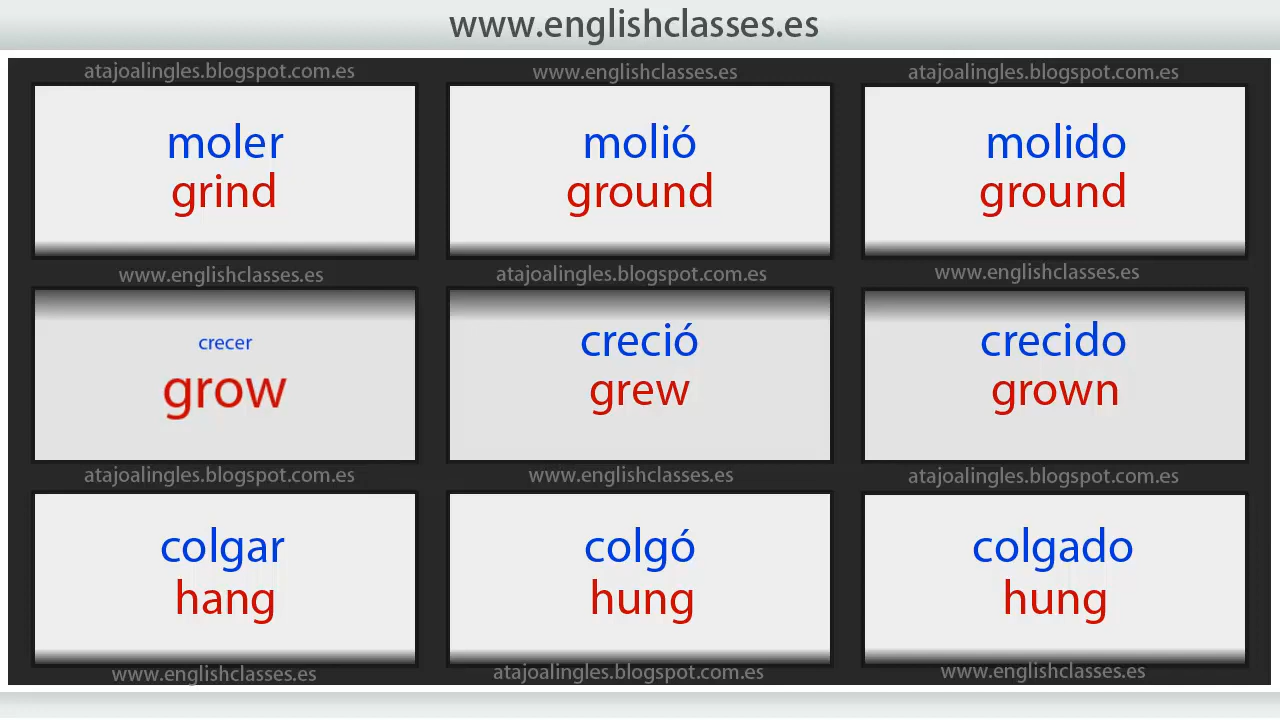 www.englishclasses.es
atajoalingles.blogspot.com.es
www.englishclasses.es
atajoalingles.blogspot.com.es
moler
grind
molió
ground
molido
ground
www.englishclasses.es
atajoalingles.blogspot.com.es
www.englishclasses.es
crecer
grow
creció
grew
crecido
grown
atajoalingles.blogspot.com.es
www.englishclasses.es
atajoalingles.blogspot.com.es
colgar
hang
colgó
hung
colgado
hung
www.englishclasses.es
atajoalingles.blogspot.com.es
www.englishclasses.es